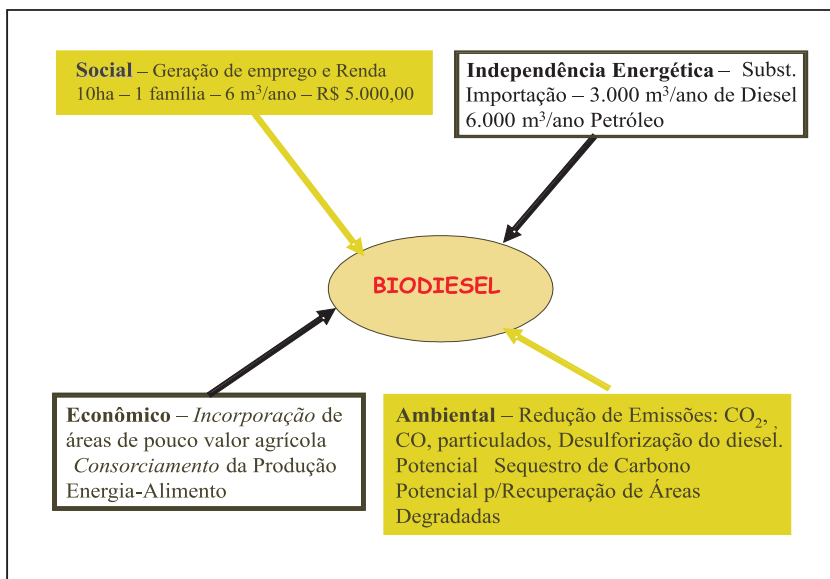 Social – Geração de emprego e Renda
10ha – 1 família – 6 m³/ano – R$ 5.000,00
Independência Energética – Subst.
Importação – 3.000 m³/ano de Diesel
6.000 m³/ano Petróleo
BIODIESEL
Econômico – Incorporação de
áreas de pouco valor agrícola
Consorciamento da Produção
Energia-Alimento
Ambiental – Redução de Emissões: CO₂, ,
CO, particulados, Desulforização do diesel.
Potencial Sequestro de Carbono
Potencial p/Recuperação de Áreas
Degradadas